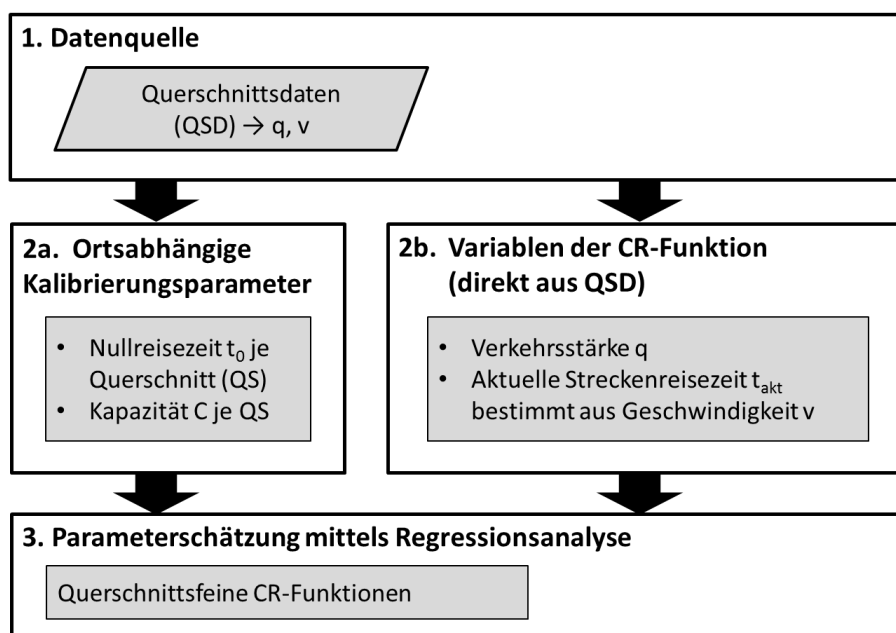 1. Datenquelle
Querschnittsdaten
(QSD) → q, v
2a. Ortsabhängige
Kalibrierungsparameter
• Nullreisezeit t₀ je
Querschnitt (QS)
• Kapazität C je QS
2b. Variablen der CR-Funktion
(direkt aus QSD)
• Verkehrsstärke q
• Aktuelle Streckenreisezeit tₐₖₜ
bestimmt aus Geschwindigkeit v
3. Parameterschätzung mittels Regressionsanalyse
Querschnittsfeine CR-Funktionen